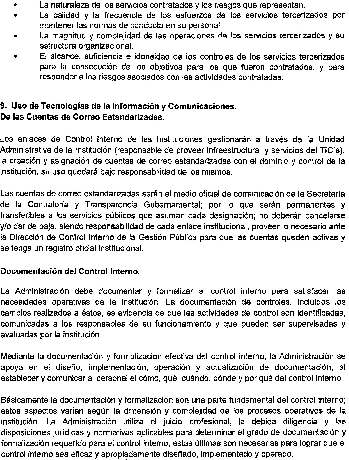 • La naturaleza de los servicios contratados y los riesgos que representan.
• La calidad y la frecuencia de los esfuerzos de los servicios tercerizados por
mantener las normas de conducta en su personal.
• La magnitud y complejidad de las operaciones de los servicios tercerizados y su
estructura organizacional.
• El alcance, suficiencia e idoneidad de los controles de los servicios tercerizados
para la consecución de los objetivos para los que fueron contratados, y para
responder a los riesgos asociados con las actividades contratadas.
9. Uso de Tecnologías de la Información y Comunicaciones.
De las Cuentas de Correo Estandarizadas.
Los enlaces de Control Interno de las Instituciones gestionarán a través de la Unidad
Administrativa de la Institución (responsable de proveer infraestructura y servicios del TIC's),
la creación y asignación de cuentas de correo estandarizadas con el dominio y control de la
Institución, su uso quedará bajo responsabilidad de los mismos.
Las cuentas de correo estandarizadas serán el medio oficial de comunicación de la Secretaría
de la Contraloría y Transparencia Gubernamental; por lo que serán permanentes y
transferibles a los servicios públicos que asuman cada designación; no deberán cancelarse
y/o dar de baja, siendo responsabilidad de cada enlace institucional, proveer lo necesario ante
la Dirección de Control Interno de la Gestión Pública para que las cuentas queden activas y
se tenga un registro oficial institucional.
Documentación del Control Interno.
La Administración debe documentar y formalizar el control interno para satisfacer las
necesidades operativas de la Institución. La documentación de controles, incluidos los
cambios realizados a éstos, es evidencia de que las actividades de control son identificadas,
comunicadas a los responsables de su funcionamiento y que pueden ser supervisadas y
evaluadas por la institución.
Mediante la documentación y formalización efectiva del control interno, la Administración se
apoya en el diseño, implementación, operación y actualización de documentación, al
establecer y comunicar al personal el cómo, qué, cuándo, dónde y por qué del control interno.
Básicamente la documentación y formalización son una parte fundamental del control interno;
estos aspectos varían según la dimensión y complejidad de los procesos operativos de la
institución. La Administración utiliza el juicio profesional, la debida diligencia y las
disposiciones jurídicas y normativas aplicables para determinar el grado de documentación y
formalización requerido para el control interno, estas últimas son necesarias para lograr que el
control interno sea eficaz y apropiadamente diseñado, implementado y operado.